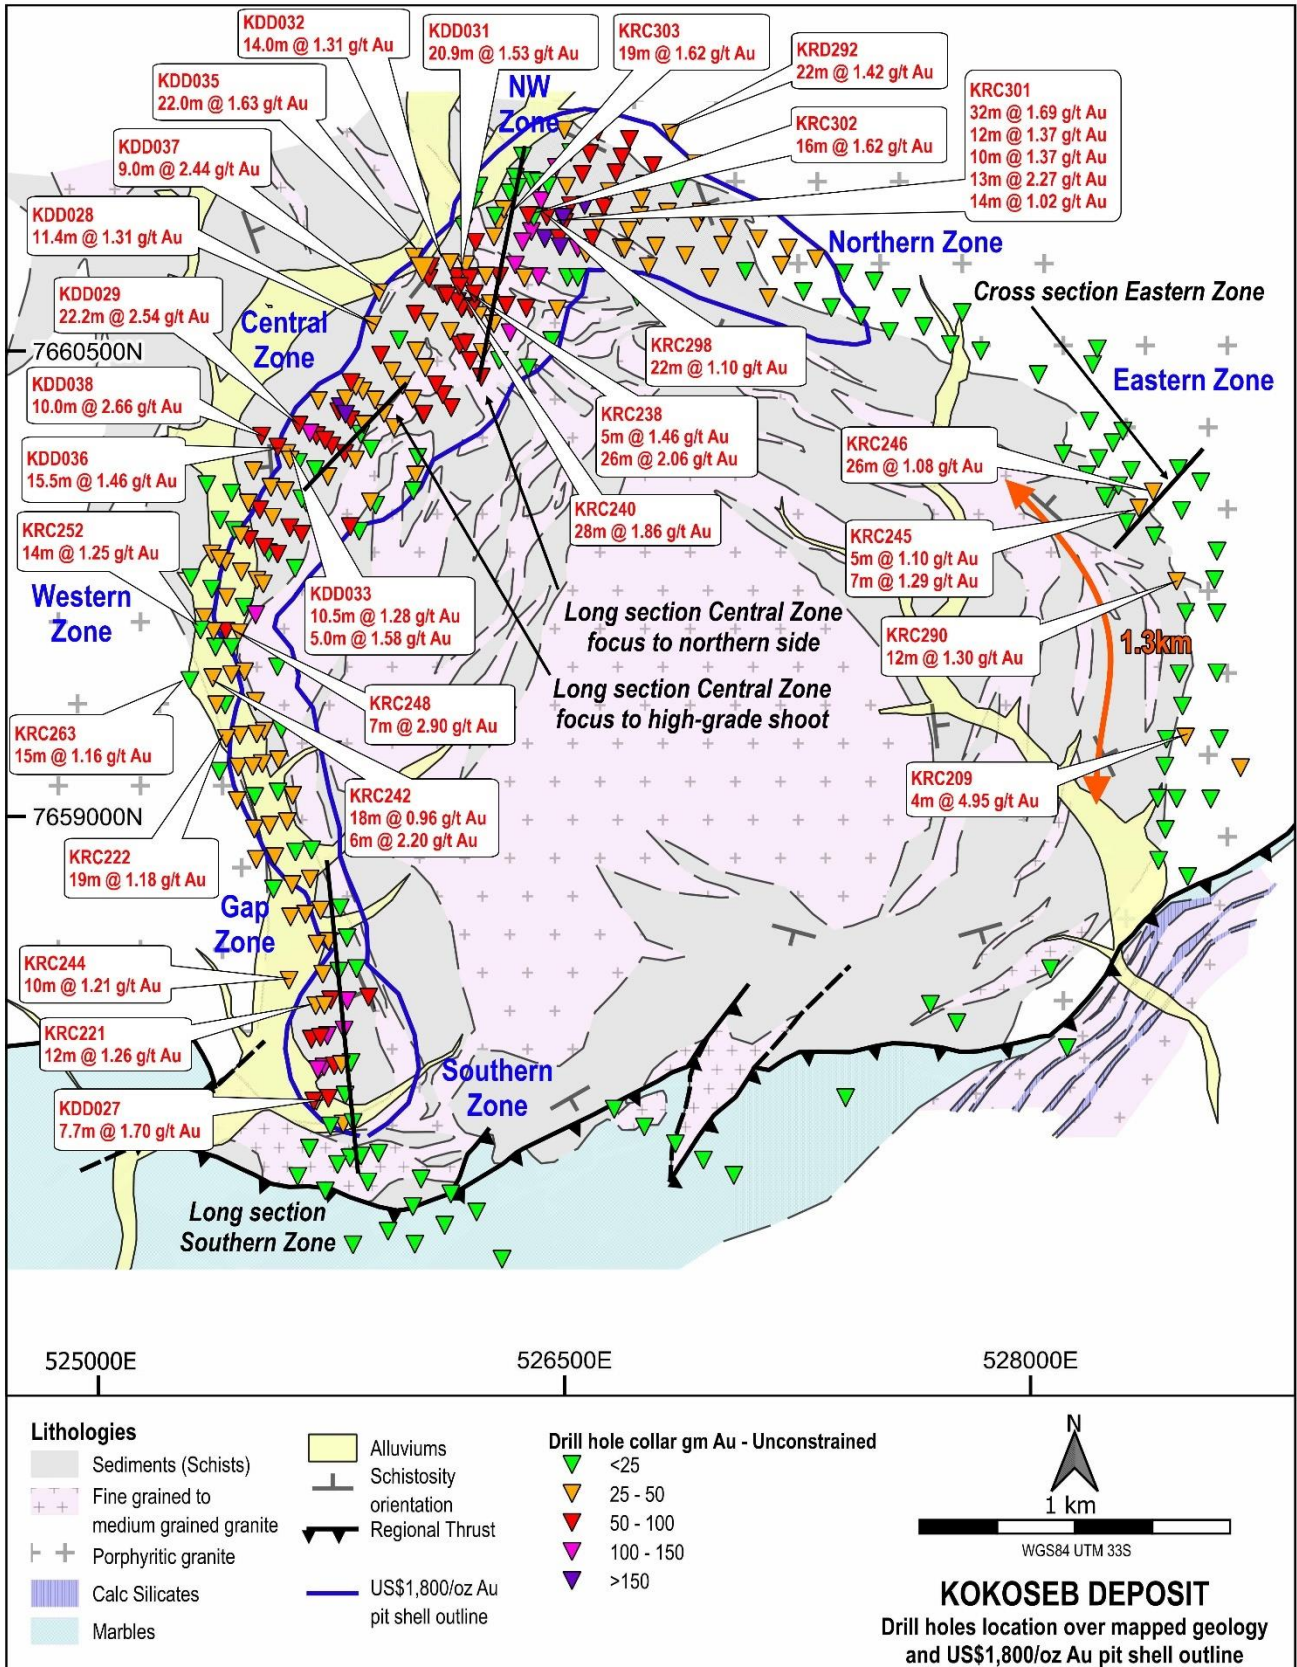 KDD032
14.0m @ 1.31 g/t Au
KDD031
20.9m @ 1.53 g/t Au
KRC303
19m @ 1.62 g/t Au
KRD292
22m @ 1.42 g/t Au
KDD035
22.0m @ 1.63 g/t Au
NW
Zone
KRC302
16m @ 1.62 g/t Au
KRC301
32m @ 1.69 g/t Au
12m @ 1.37 g/t Au
10m @ 1.37 g/t Au
13m @ 2.27 g/t Au
14m @ 1.02 g/t Au
KDD037
9.0m @ 2.44 g/t Au
KDD028
11.4m @ 1.31 g/t Au
Northern Zone
KDD029
22.2m @ 2.54 g/t Au
Central
Zone
Cross section Eastern Zone
7660500N
KRC298
22m @ 1.10 g/t Au
Eastern Zone
KDD038
10.0m @ 2.66 g/t Au
KRC238
5m @ 1.46 g/t Au
26m @ 2.06 g/t Au
KRC246
26m @ 1.08 g/t Au
KDD036
15.5m @ 1.46 g/t Au
KRC240
28m @ 1.86 g/t Au
KRC252
14m @ 1.25 g/t Au
KRC245
5m @ 1.10 g/t Au
7m @ 1.29 g/t Au
Western
Zone
KDD033
10.5m @ 1.28 g/t Au
5.0m @ 1.58 g/t Au
Long section Central Zone
focus to northern side
KRC290
12m @ 1.30 g/t Au
1.3km
Long section Central Zone
focus to high-grade shoot
KRC248
7m @ 2.90 g/t Au
KRC263
15m @ 1.16 g/t Au
KRC209
4m @ 4.95 g/t Au
KRC242
18m @ 0.96 g/t Au
6m @ 2.20 g/t Au
7659000N
KRC222
19m @ 1.18 g/t Au
Gap
Zone
KRC244
10m @ 1.21 g/t Au
KRC221
12m @ 1.26 g/t Au
Southern
Zone
KDD027
7.7m @ 1.70 g/t Au
Long section
Southern Zone
525000E
526500E
528000E
Lithologies
Sediments (Schists)
Fine grained to
medium grained granite
Porphyritic granite
Calc Silicates
Marbles
Alluviums
Schistosity
orientation
Regional Thrust
US$1,800/oz Au
pit shell outline
Drill hole collar gm Au - Unconstrained
<25
25 - 50
50 - 100
100 - 150
>150
N
1 km
WGS84 UTM 33S
KOKOSEB DEPOSIT
Drill holes location over mapped geology
and US$1,800/oz Au pit shell outline